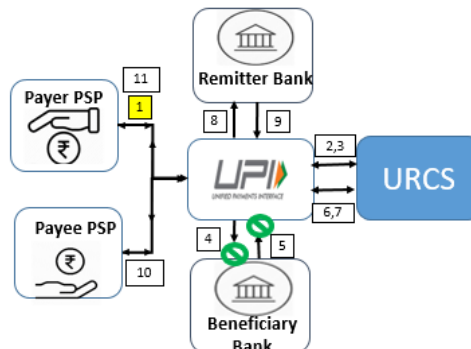 11
1
Payer PSP
₹
Payee PSP
₹
10
Remitter Bank
8
9
UPI
UNIFIED PAYMENTS INTERFACE
2,3
6,7
URCS
4
5
Beneficiary
Bank